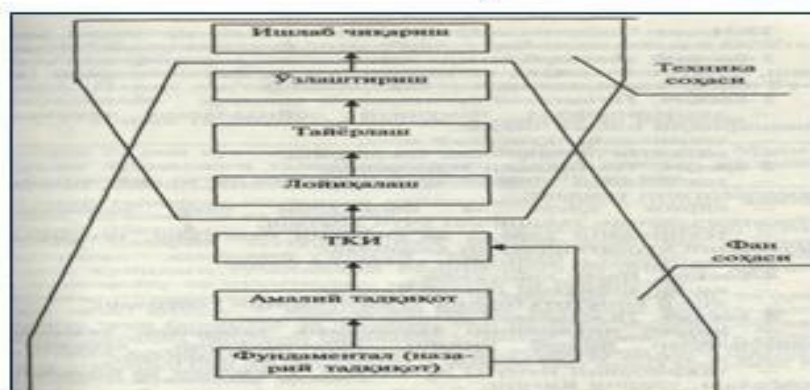 Ишлаб чиқариш
Ўзлаштириш
Техника
соҳаси
Тайёрлаш
Лойиҳалаш
ТКИ
Фан
соҳаси
Амалий тадқиқот
Фундаментал (наза-
рий тадқиқот)